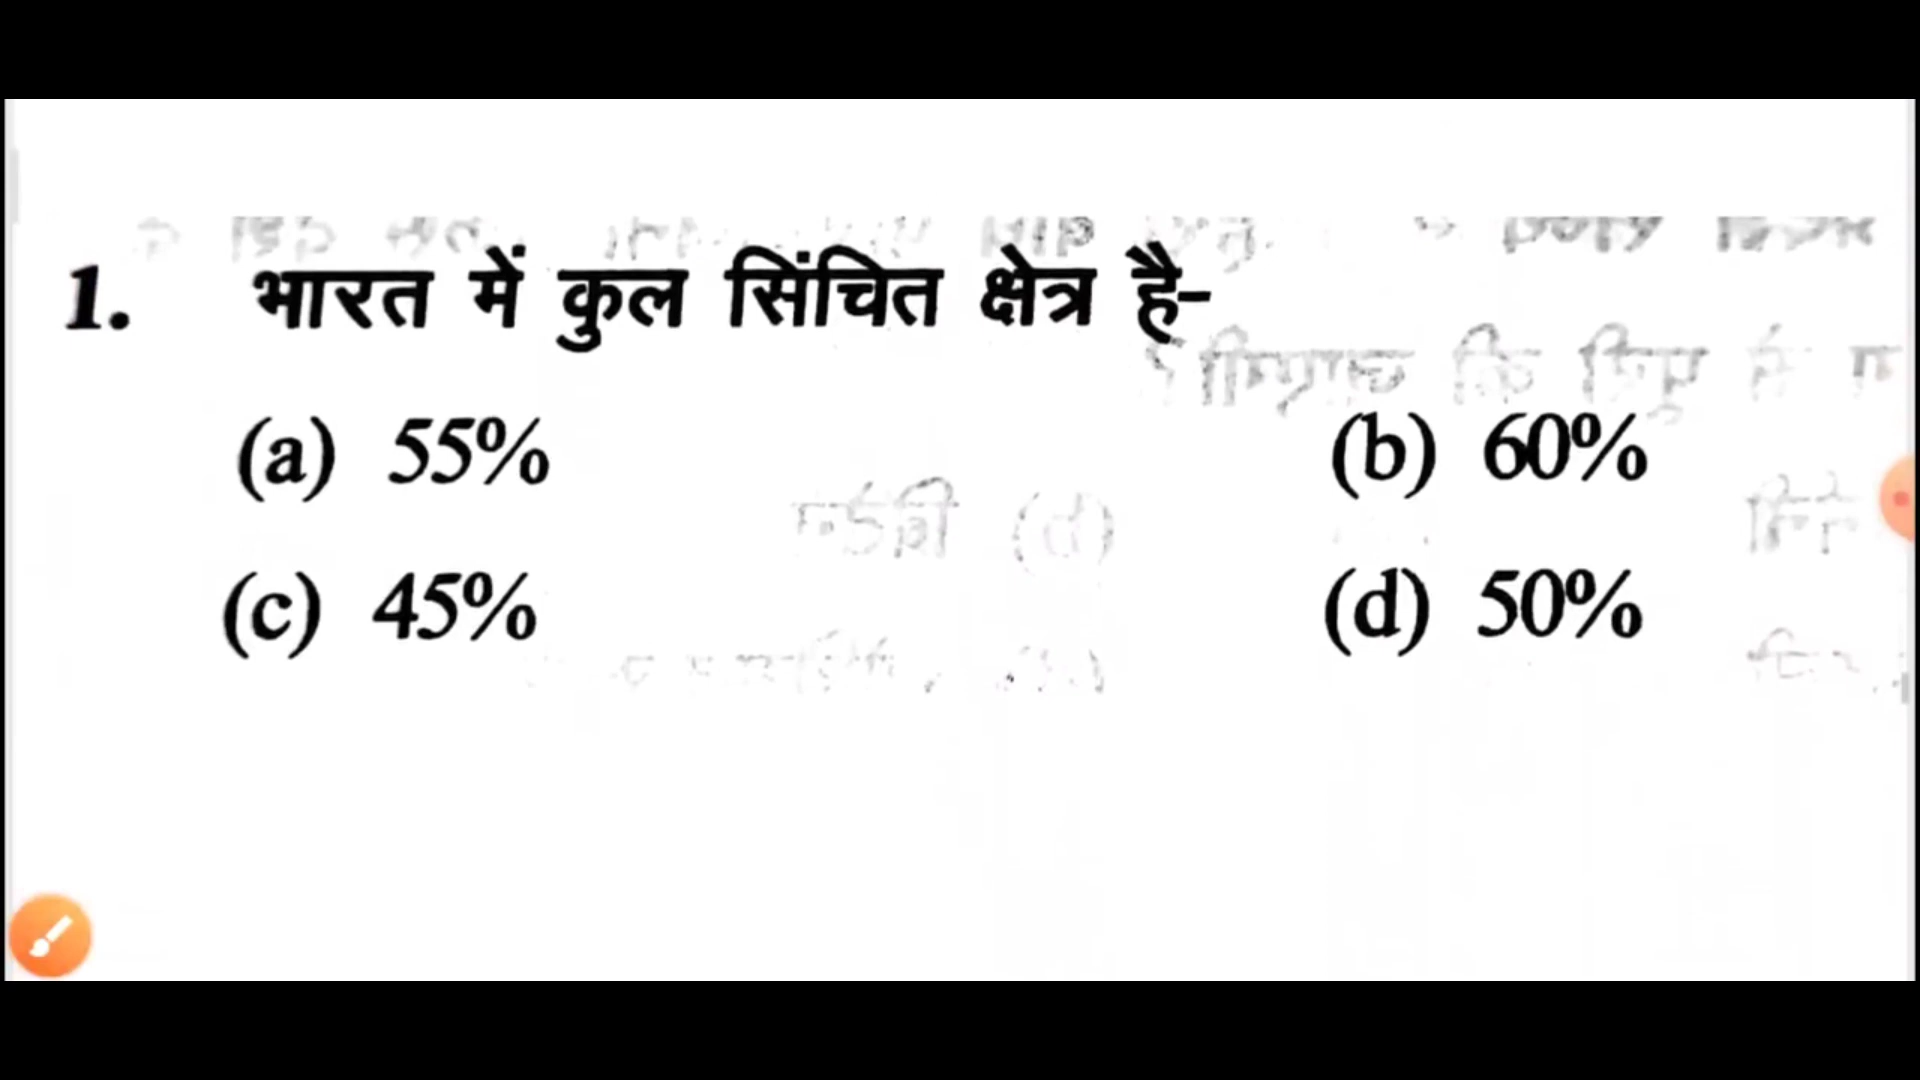 1. भारत में कुल सिंचित क्षेत्र है-
(a) 55% (b) 60%
(c) 45% (d) 50%